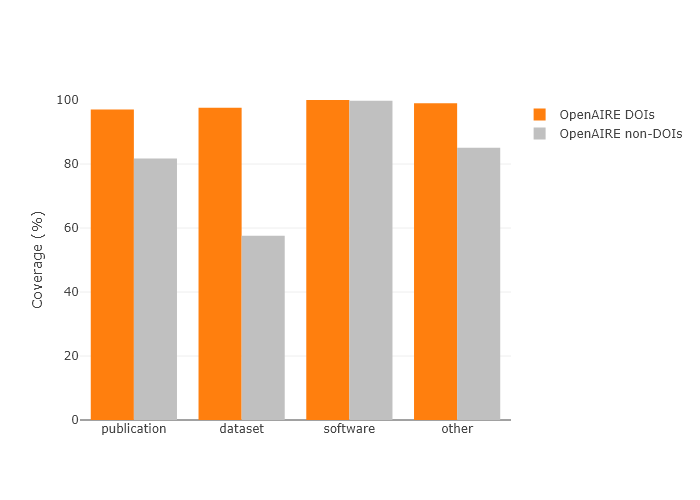 100
80
60
40
20
0
Coverage (%)
publication
dataset
software
other
OpenAIRE DOIs
OpenAIRE non-DOIs